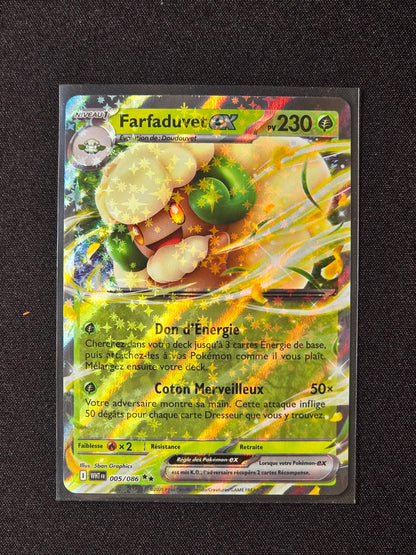 NIVEAU 1
Farfaduvet ex PV 230
Évolution de : Doudouvet
Don d'Énergie
Cherchez dans votre deck jusqu'à 3 cartes Énergie de base,
puis attachez-les à vos Pokémon comme il vous plaît.
Mélangez ensuite votre deck.
Coton Merveilleux 50×
Votre adversaire montre sa main. Cette attaque inflige
50 dégâts pour chaque carte Dresseur que vous y trouvez.
Faiblesse ×2 Résistance Retraite
Illus. 5ban Graphics
Règle des Pokémon-ex Lorsque votre Pokémon-ex
est mis K.O., l'adversaire récupère 2 cartes Récompense.
I WHT FR 005/086 ★★